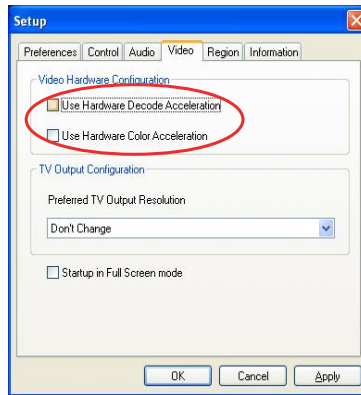 Setup
Preferences Control Audio Video Region Information
Video Hardware Configuration
Use Hardware Decode Acceleration
Use Hardware Color Acceleration
TV Output Configuration
Preferred TV Output Resolution
Don't Change
Startup in Full Screen mode
OK Cancel Apply